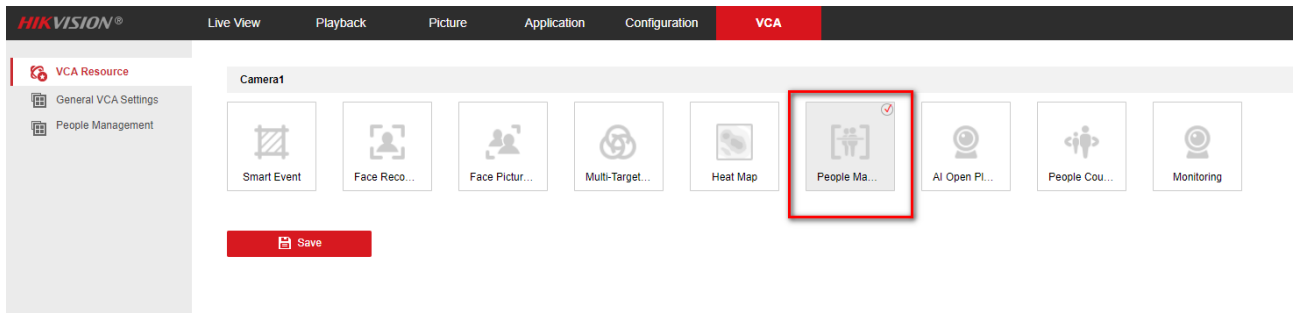 HIKVISION®
Live View Playback Picture Application Configuration VCA
VCA Resource
General VCA Settings
People Management
Camera1
Smart Event Face Reco... Face Pictur... Multi-Target... Heat Map People Ma... AI Open Pl... People Cou... Monitoring
Save